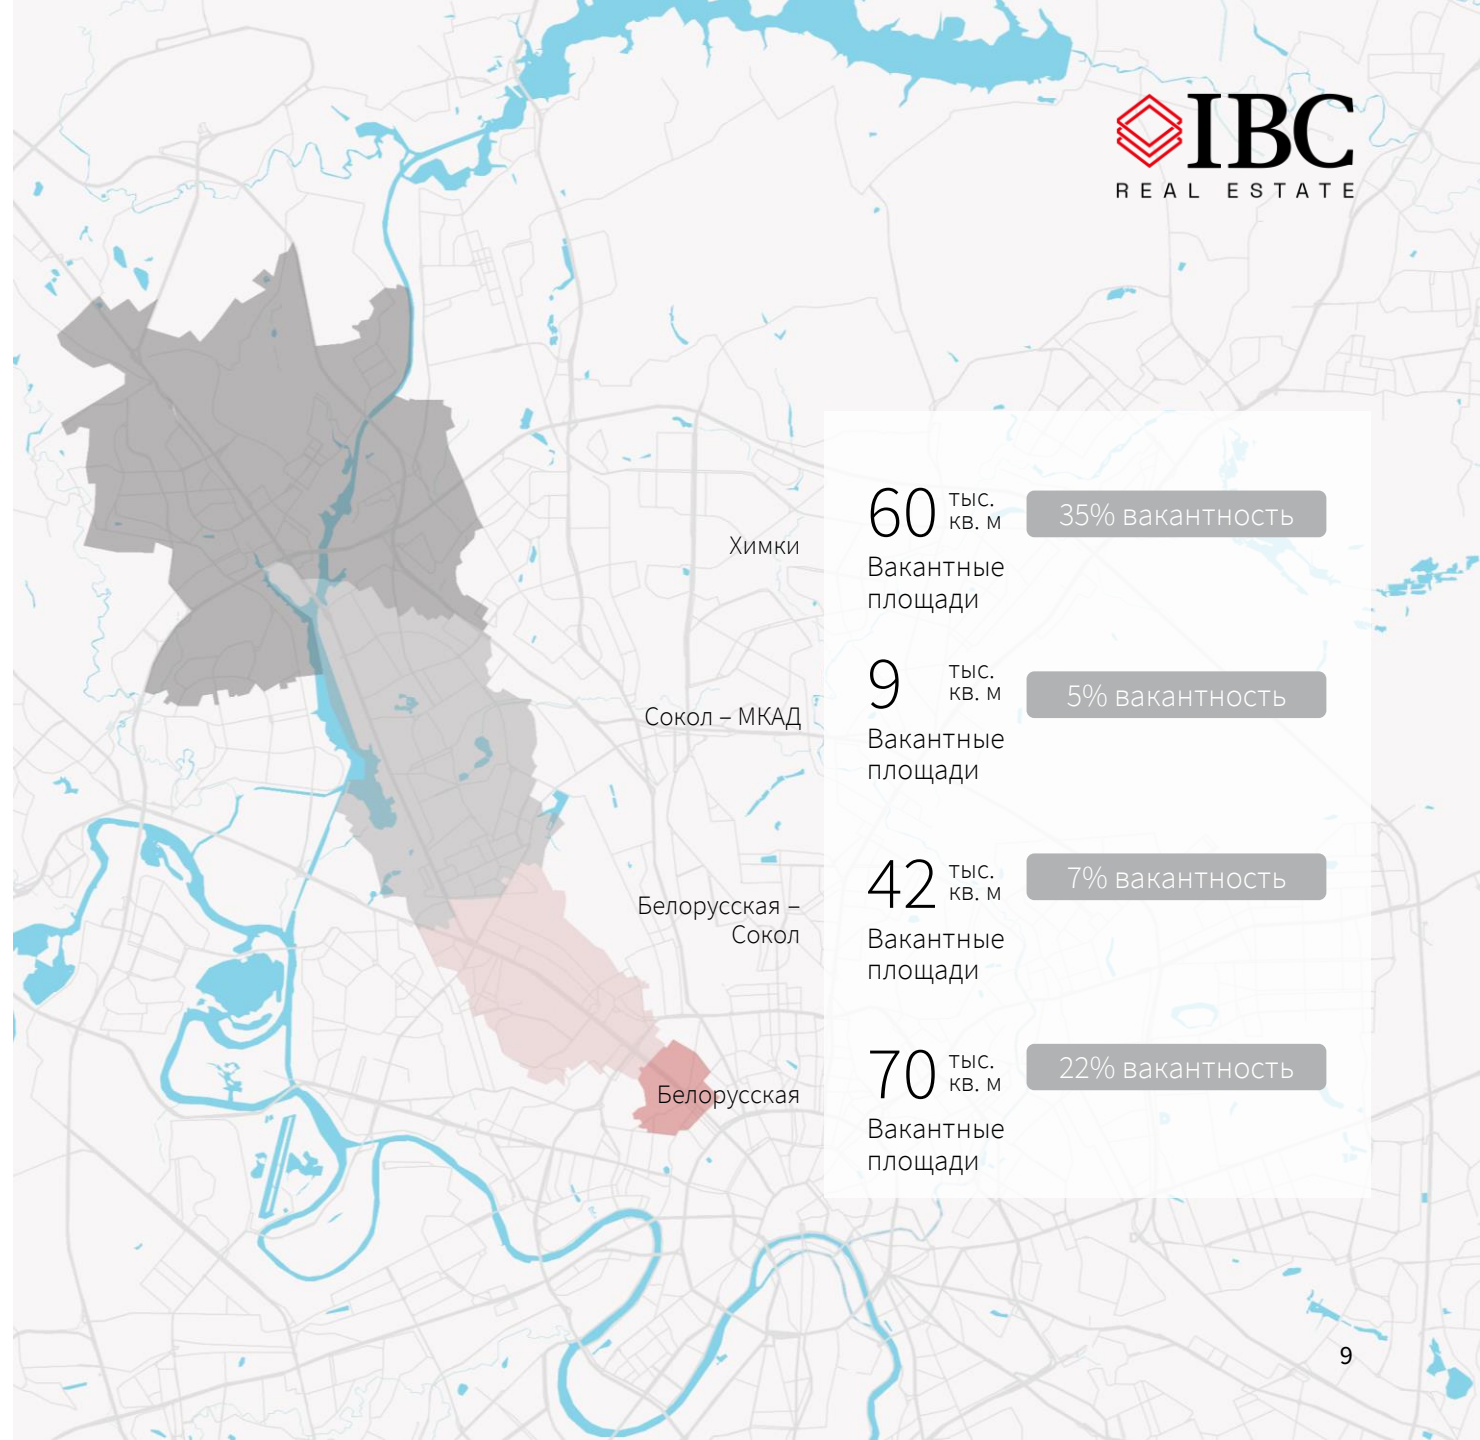 IBC
REAL ESTATE
Химки
60 тыс. кв. м
35% вакантность
Вакантные
площади
Сокол – МКАД
9 тыс. кв. м
5% вакантность
Вакантные
площади
Белорусская –
Сокол
42 тыс. кв. м
7% вакантность
Вакантные
площади
Белорусская
70 тыс. кв. м
22% вакантность
Вакантные
площади
9